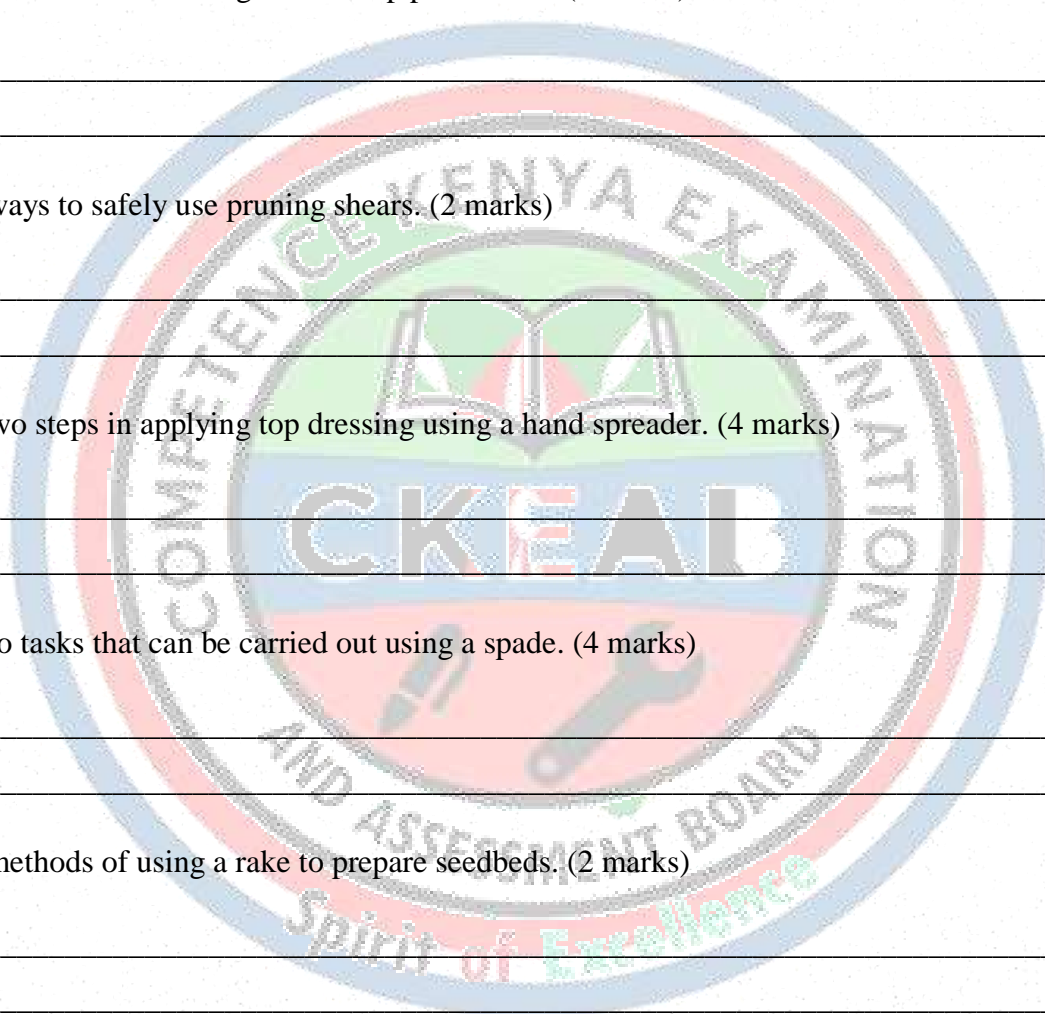 ways to safely use pruning shears. (2 marks)
wo steps in applying top dressing using a hand spreader. (4 marks)
o tasks that can be carried out using a spade. (4 marks)
nethods of using a rake to prepare seedbeds. (2 marks)
COMPETENCE KENYA EXAMINATION
CKEAB
AND ASSESSMENT BOARD
Spirit of Excellence